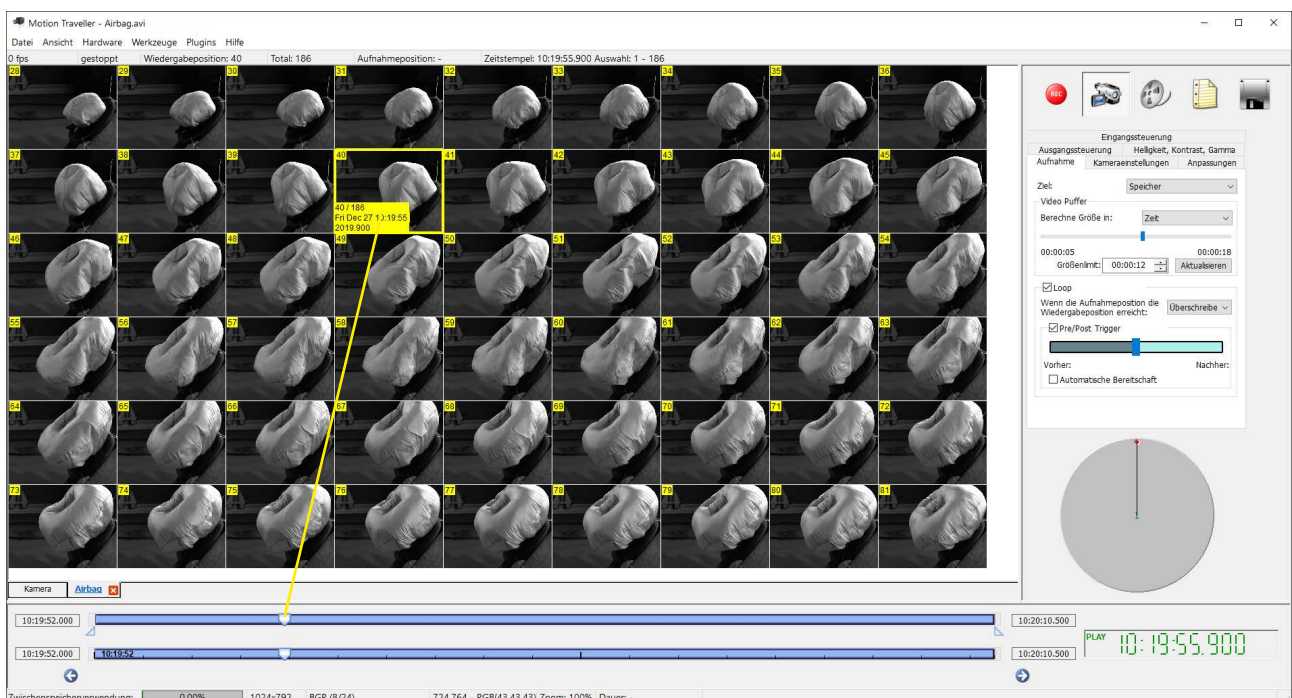 Motion Traveller - Airbag.avi
Datei Ansicht Hardware Werkzeuge Plugins Hilfe
0 fps gestoppt Wiedergabeposition: 40 Total: 186 Aufnahmeposition: - Zeitstempel: 10:19:55.900 Auswahl: 1 - 186
28 29 30 31 32 33 34 35 36
37 38 39 40 41 42 43 44 45
40 / 186
Fri Dec 27 10:19:55
2019.900
46 47 48 49 50 51 52 53 54
55 56 57 58 59 60 61 62 63
64 65 66 67 68 69 70 71 72
73 74 75 76 77 78 79 80 81
REC
Eingangssteuerung
Ausgangssteuerung Helligkeit, Kontrast, Gamma
Aufnahme Kameraeinstellungen Anpassungen
Ziel: Speicher
Video Puffer
Berechne Größe in: Zeit
00:00:05 00:00:18
Größenlimit: 00:00:12 Aktualisieren
Loop
Wenn die Aufnahmeposition die
Wiedergabeposition erreicht: Überschreibe
Pre/Post Trigger
Vorher: Nachher:
Automatische Bereitschaft
1
Kamera Airbag
10:19:52.000 10:20:10.500
PLAY 10:19:55.900
10:19:52.000 10:19:52 10:20:10.500
Zwischenspeicherverwendung: 0.00% 1024x792 BGR (8/24) 724,764 - RGB(43,43,43) Zoom: 100% Dauer: -